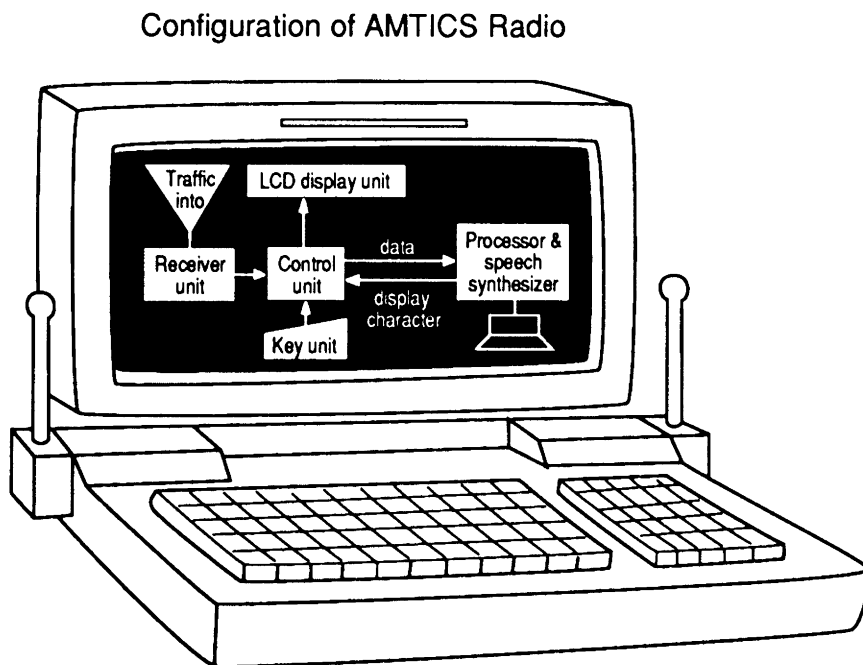 Configuration of AMTICS Radio
Traffic
into
LCD display unit
Receiver
unit
Control
unit
data
display
character
Processor &
speech
synthesizer
Key unit